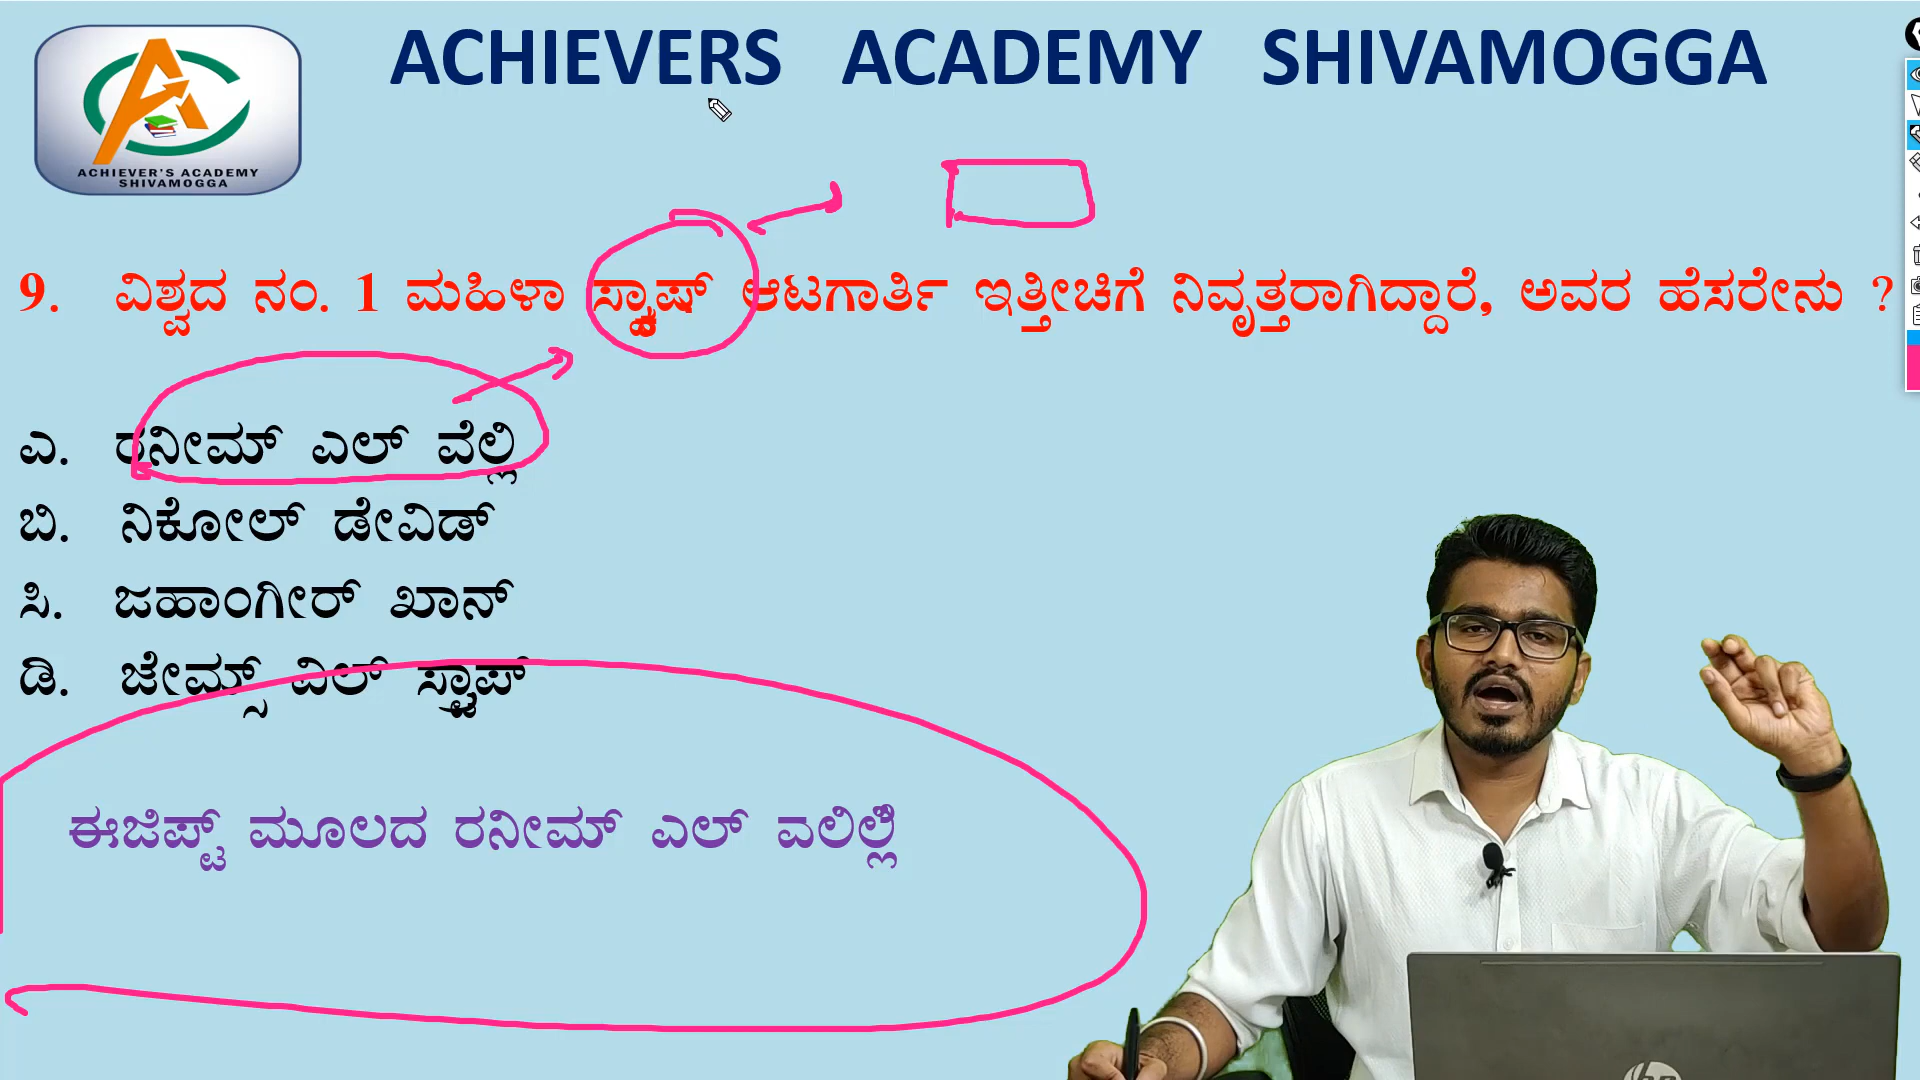 ACHIEVERS ACADEMY SHIVAMOGGA
ACHIEVER'S ACADEMY
SHIVAMOGGA
9. ವಿಶ್ವದ ನಂ. 1 ಮಹಿಳಾ ಸ್ಕ್ವಾಷ್ ಆಟಗಾರ್ತಿ ಇತ್ತೀಚಿಗೆ ನಿವೃತ್ತರಾಗಿದ್ದಾರೆ, ಅವರ ಹೆಸರೇನು ?
ಎ. ರನೀಮ್ ಎಲ್ ವೆಲ್ಲಿ
ಬಿ. ನಿಕೋಲ್ ಡೇವಿಡ್
ಸಿ. ಜಹಾಂಗೀರ್ ಖಾನ್
ಡಿ. ಜೇಮ್ಸ್ ವಿಲ್ ಸ್ಟ್ರಾಪ್
ಈಜಿಪ್ಟ್ ಮೂಲದ ರನೀಮ್ ಎಲ್
hp